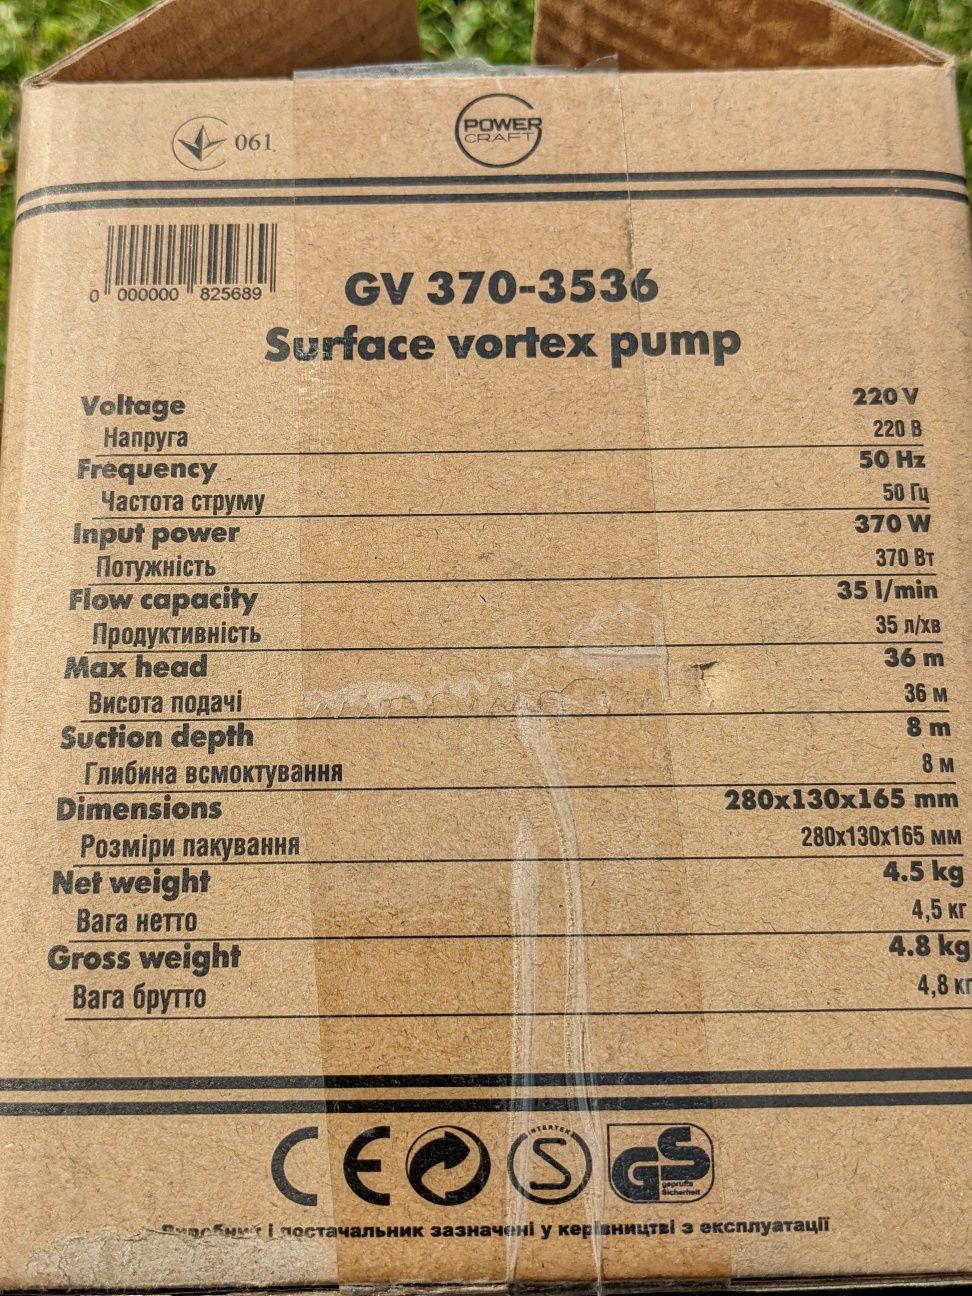 061
POWER
CRAFT
0 000000 825689
GV 370-3536
Surface vortex pump
Voltage 220 V
Напруга 220 В
Frequency 50 Hz
Частота струму 50 Гц
Input power 370 W
Потужність 370 Вт
Flow capacity 35 l/min
Продуктивність 35 л/хв
Max head 36 m
Висота подачі 36 м
Suction depth 8 m
Глибина всмоктування 8 м
Dimensions 280x130x165 mm
Розміри пакування 280x130x165 мм
Net weight 4.5 kg
Вага нетто 4,5 кг
Gross weight 4.8 kg
Вага брутто 4,8 кг
CE INTERTEK S GS
geprüfte
Sicherheit
Виробник і постачальник зазначені у керівництві з експлуатації